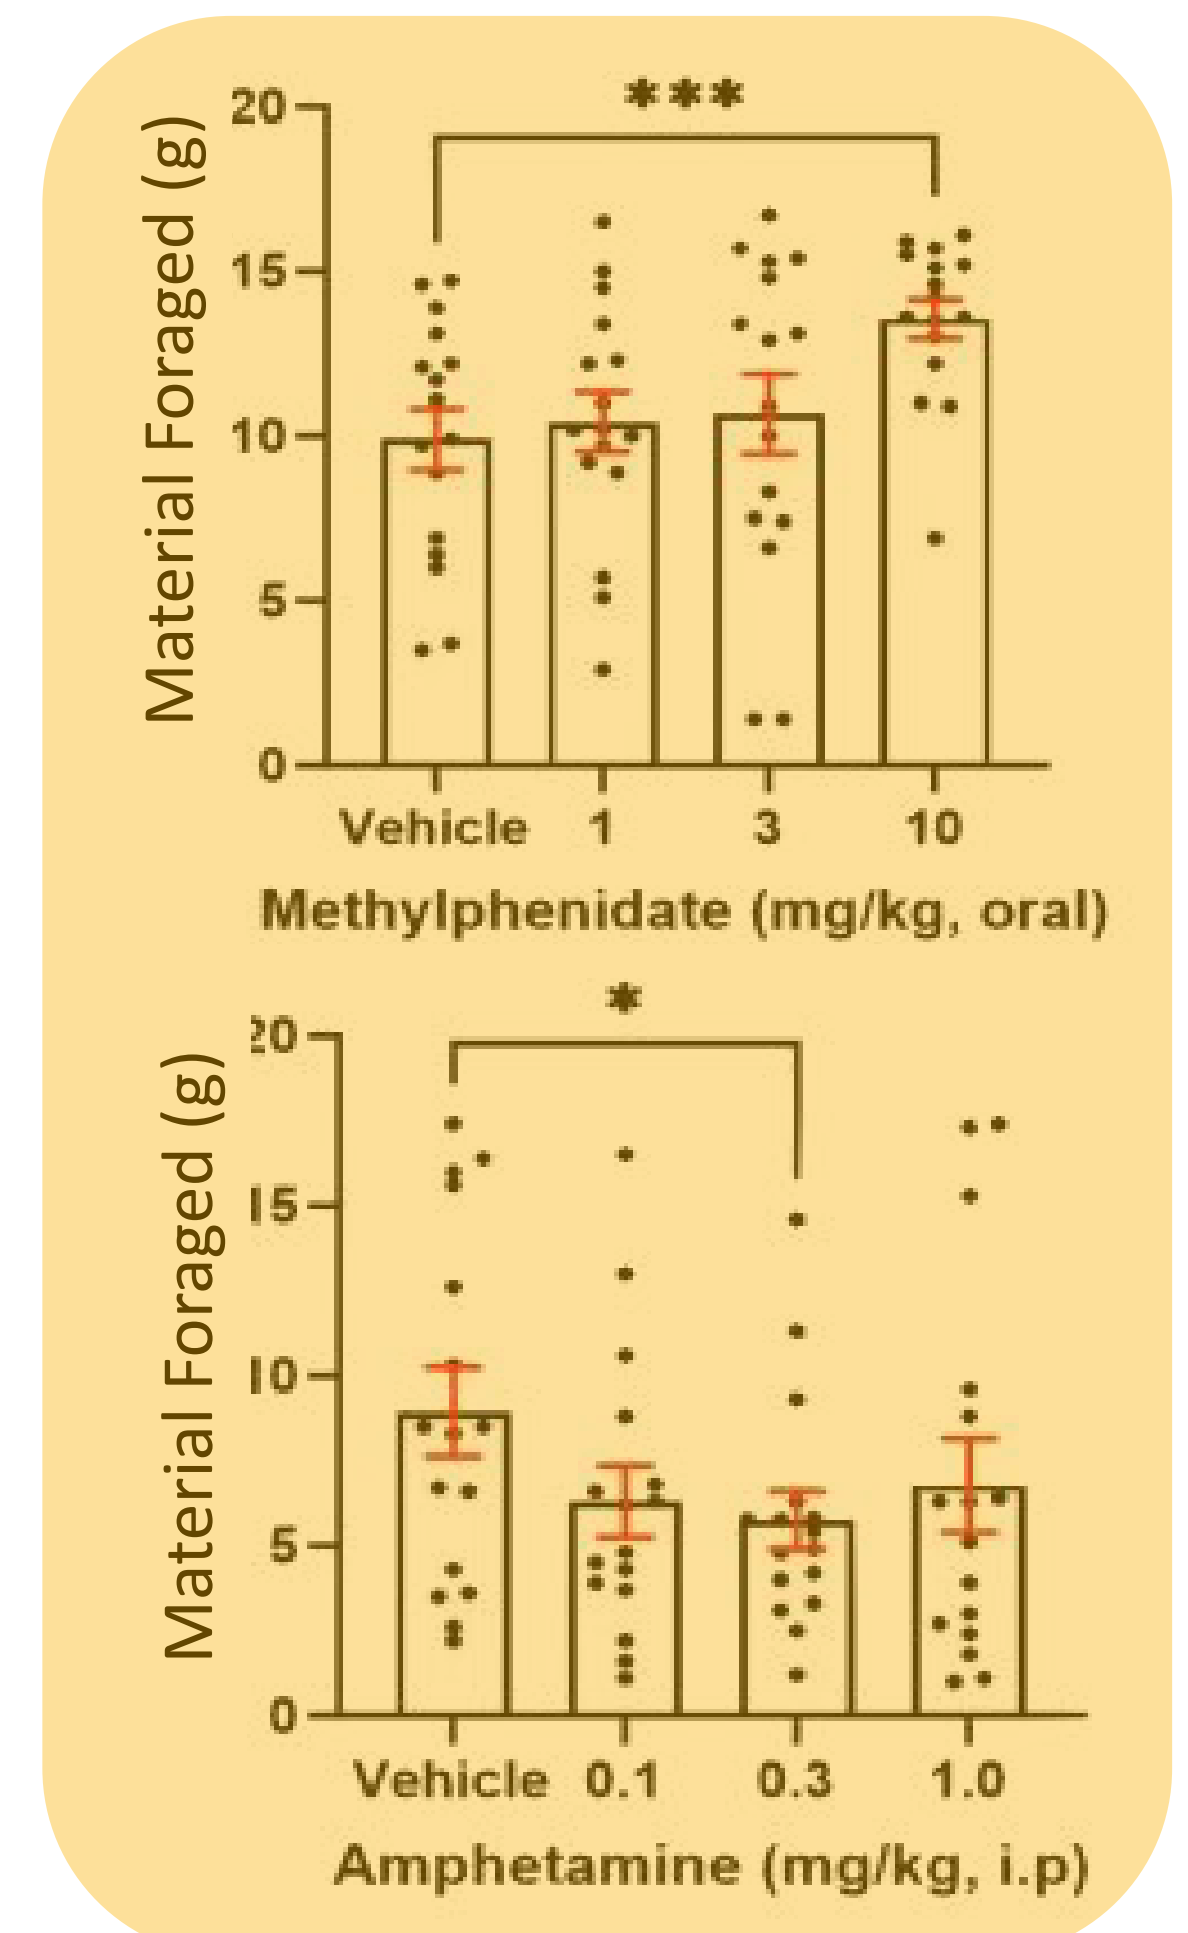 Material Foraged (g)
***
20
15
10
5
0
Vehicle 1 3 10
Methylphenidate (mg/kg, oral)
Material Foraged (g)
*
20
15
10
5
0
Vehicle 0.1 0.3 1.0
Amphetamine (mg/kg, i.p)